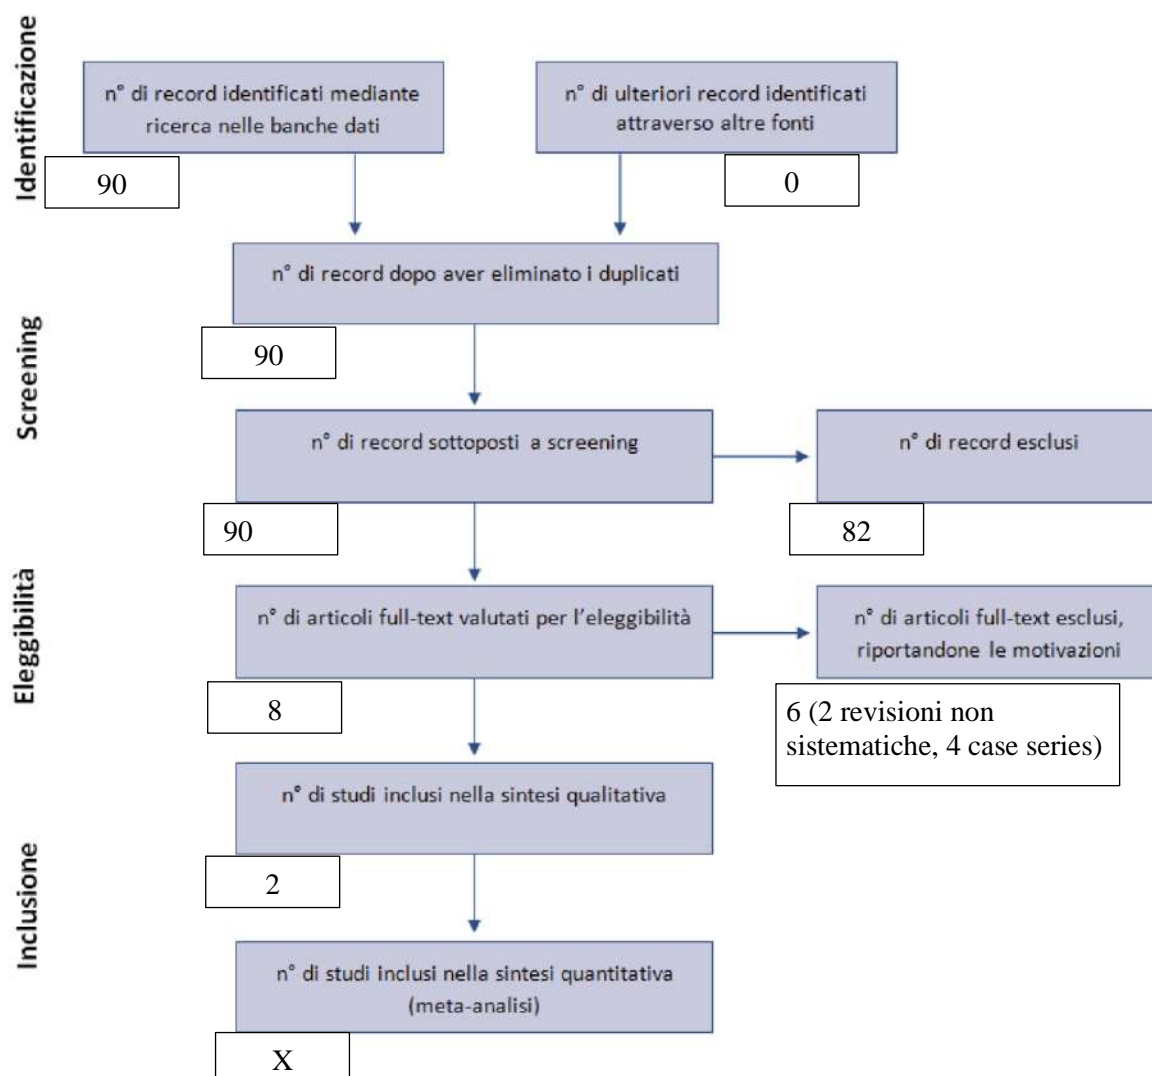 Identificazione
n° di record identificati mediante
ricerca nelle banche dati
90
n° di ulteriori record identificati
attraverso altre fonti
0
Screening
n° di record dopo aver eliminato i duplicati
90
n° di record sottoposti a screening
90
n° di record esclusi
82
Eleggibilità
n° di articoli full-text valutati per l'eleggibilità
8
n° di articoli full-text esclusi,
riportandone le motivazioni
6 (2 revisioni non
sistematiche, 4 case series)
Inclusione
n° di studi inclusi nella sintesi qualitativa
2
n° di studi inclusi nella sintesi quantitativa
(meta-analisi)
X